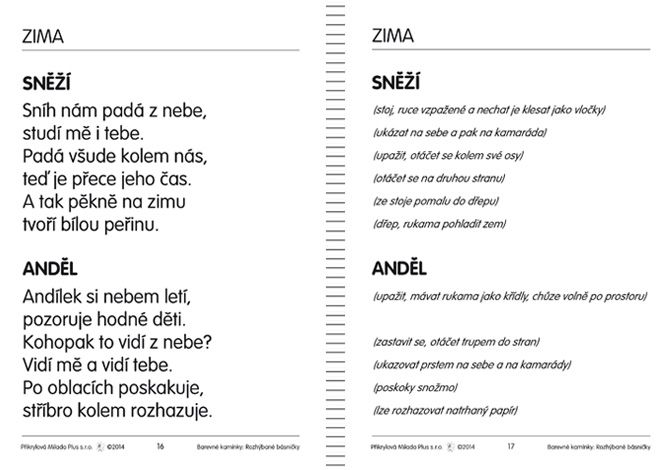 ZIMA
SNĚŽÍ
Sníh nám padá z nebe,
studí mě i tebe.
Padá všude kolem nás,
teď je přece jeho čas.
A tak pěkně na zimu
tvoří bílou peřinu.
ANDĚL
Andílek si nebem letí,
pozoruje hodné děti.
Kohopak to vidí z nebe?
Vidí mě a vidí tebe.
Po oblacích poskakuje,
stříbro kolem rozhazuje.
Přikrylová Milada Plus s.r.o. ©2014 16 Barevné kamínky: Rozhýbané básničky
ZIMA
SNĚŽÍ
(stoj, ruce vzpažené a nechat je klesat jako vločky)
(ukázat na sebe a pak na kamaráda)
(upažit, otáčet se kolem své osy)
(otáčet se na druhou stranu)
(ze stoje pomalu do dřepu)
(dřep, rukama pohladit zem)
ANDĚL
(upažit, mávat rukama jako křídly, chůze volně po prostoru)
(zastavit se, otáčet trupem do stran)
(ukazovat prstem na sebe a na kamarády)
(poskoky snožmo)
(lze rozhazovat natrhaný papír)
Přikrylová Milada Plus s.r.o. ©2014 17 Barevné kamínky: Rozhýbané básničky